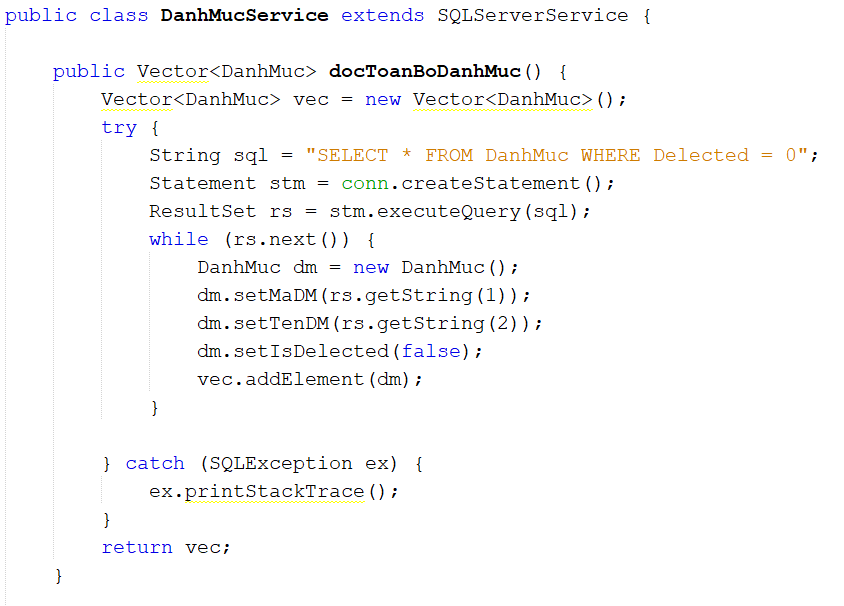 public class DanhMucService extends SQLServerService {
public Vector<DanhMuc> docToanBoDanhMuc() {
Vector<DanhMuc> vec = new Vector<DanhMuc>();
try {
String sql = "SELECT * FROM DanhMuc WHERE Delected = 0";
Statement stm = conn.createStatement();
ResultSet rs = stm.executeQuery(sql);
while (rs.next()) {
DanhMuc dm = new DanhMuc();
dm.setMaDM(rs.getString(1));
dm.setTenDM(rs.getString(2));
dm.setIsDelected(false);
vec.addElement(dm);
}
} catch (SQLException ex) {
ex.printStackTrace();
}
return vec;
}